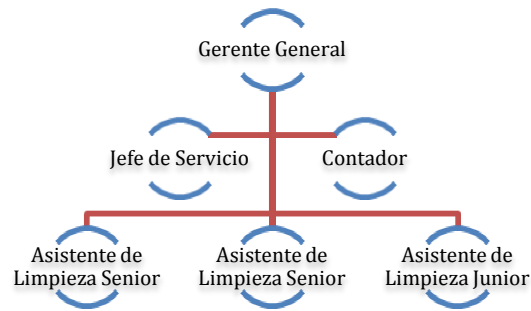 Gerente General
Jefe de Servicio
Contador
Asistente de
Limpieza Senior
Asistente de
Limpieza Senior
Asistente de
Limpieza Junior